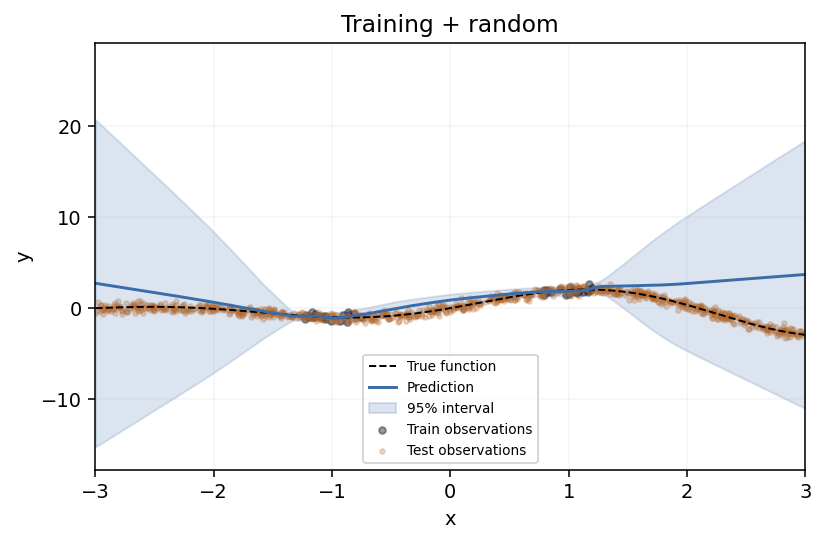 Training + random
20
10
0
−10
y
−3
−2
−1
0
1
2
3
x
True function
Prediction
95% interval
Train observations
Test observations